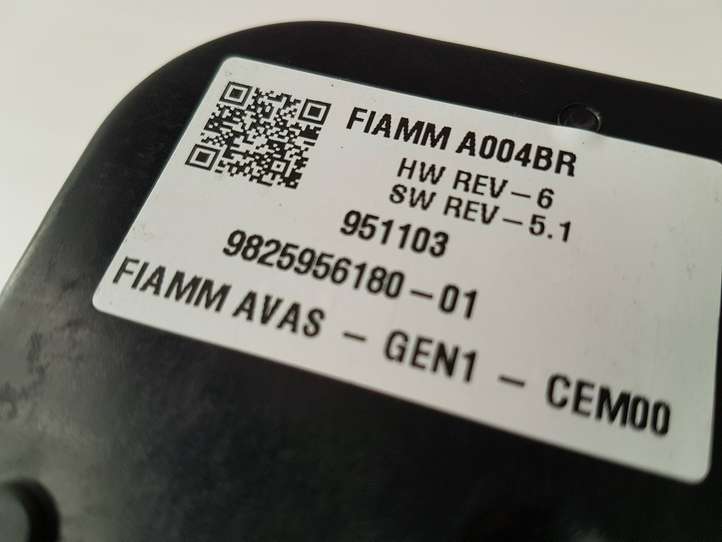 FIAMM A004BR
HW REV-6
SW REV-5.1
951103
9825956180-01
FIAMM AVAS - GEN1 - CEM00